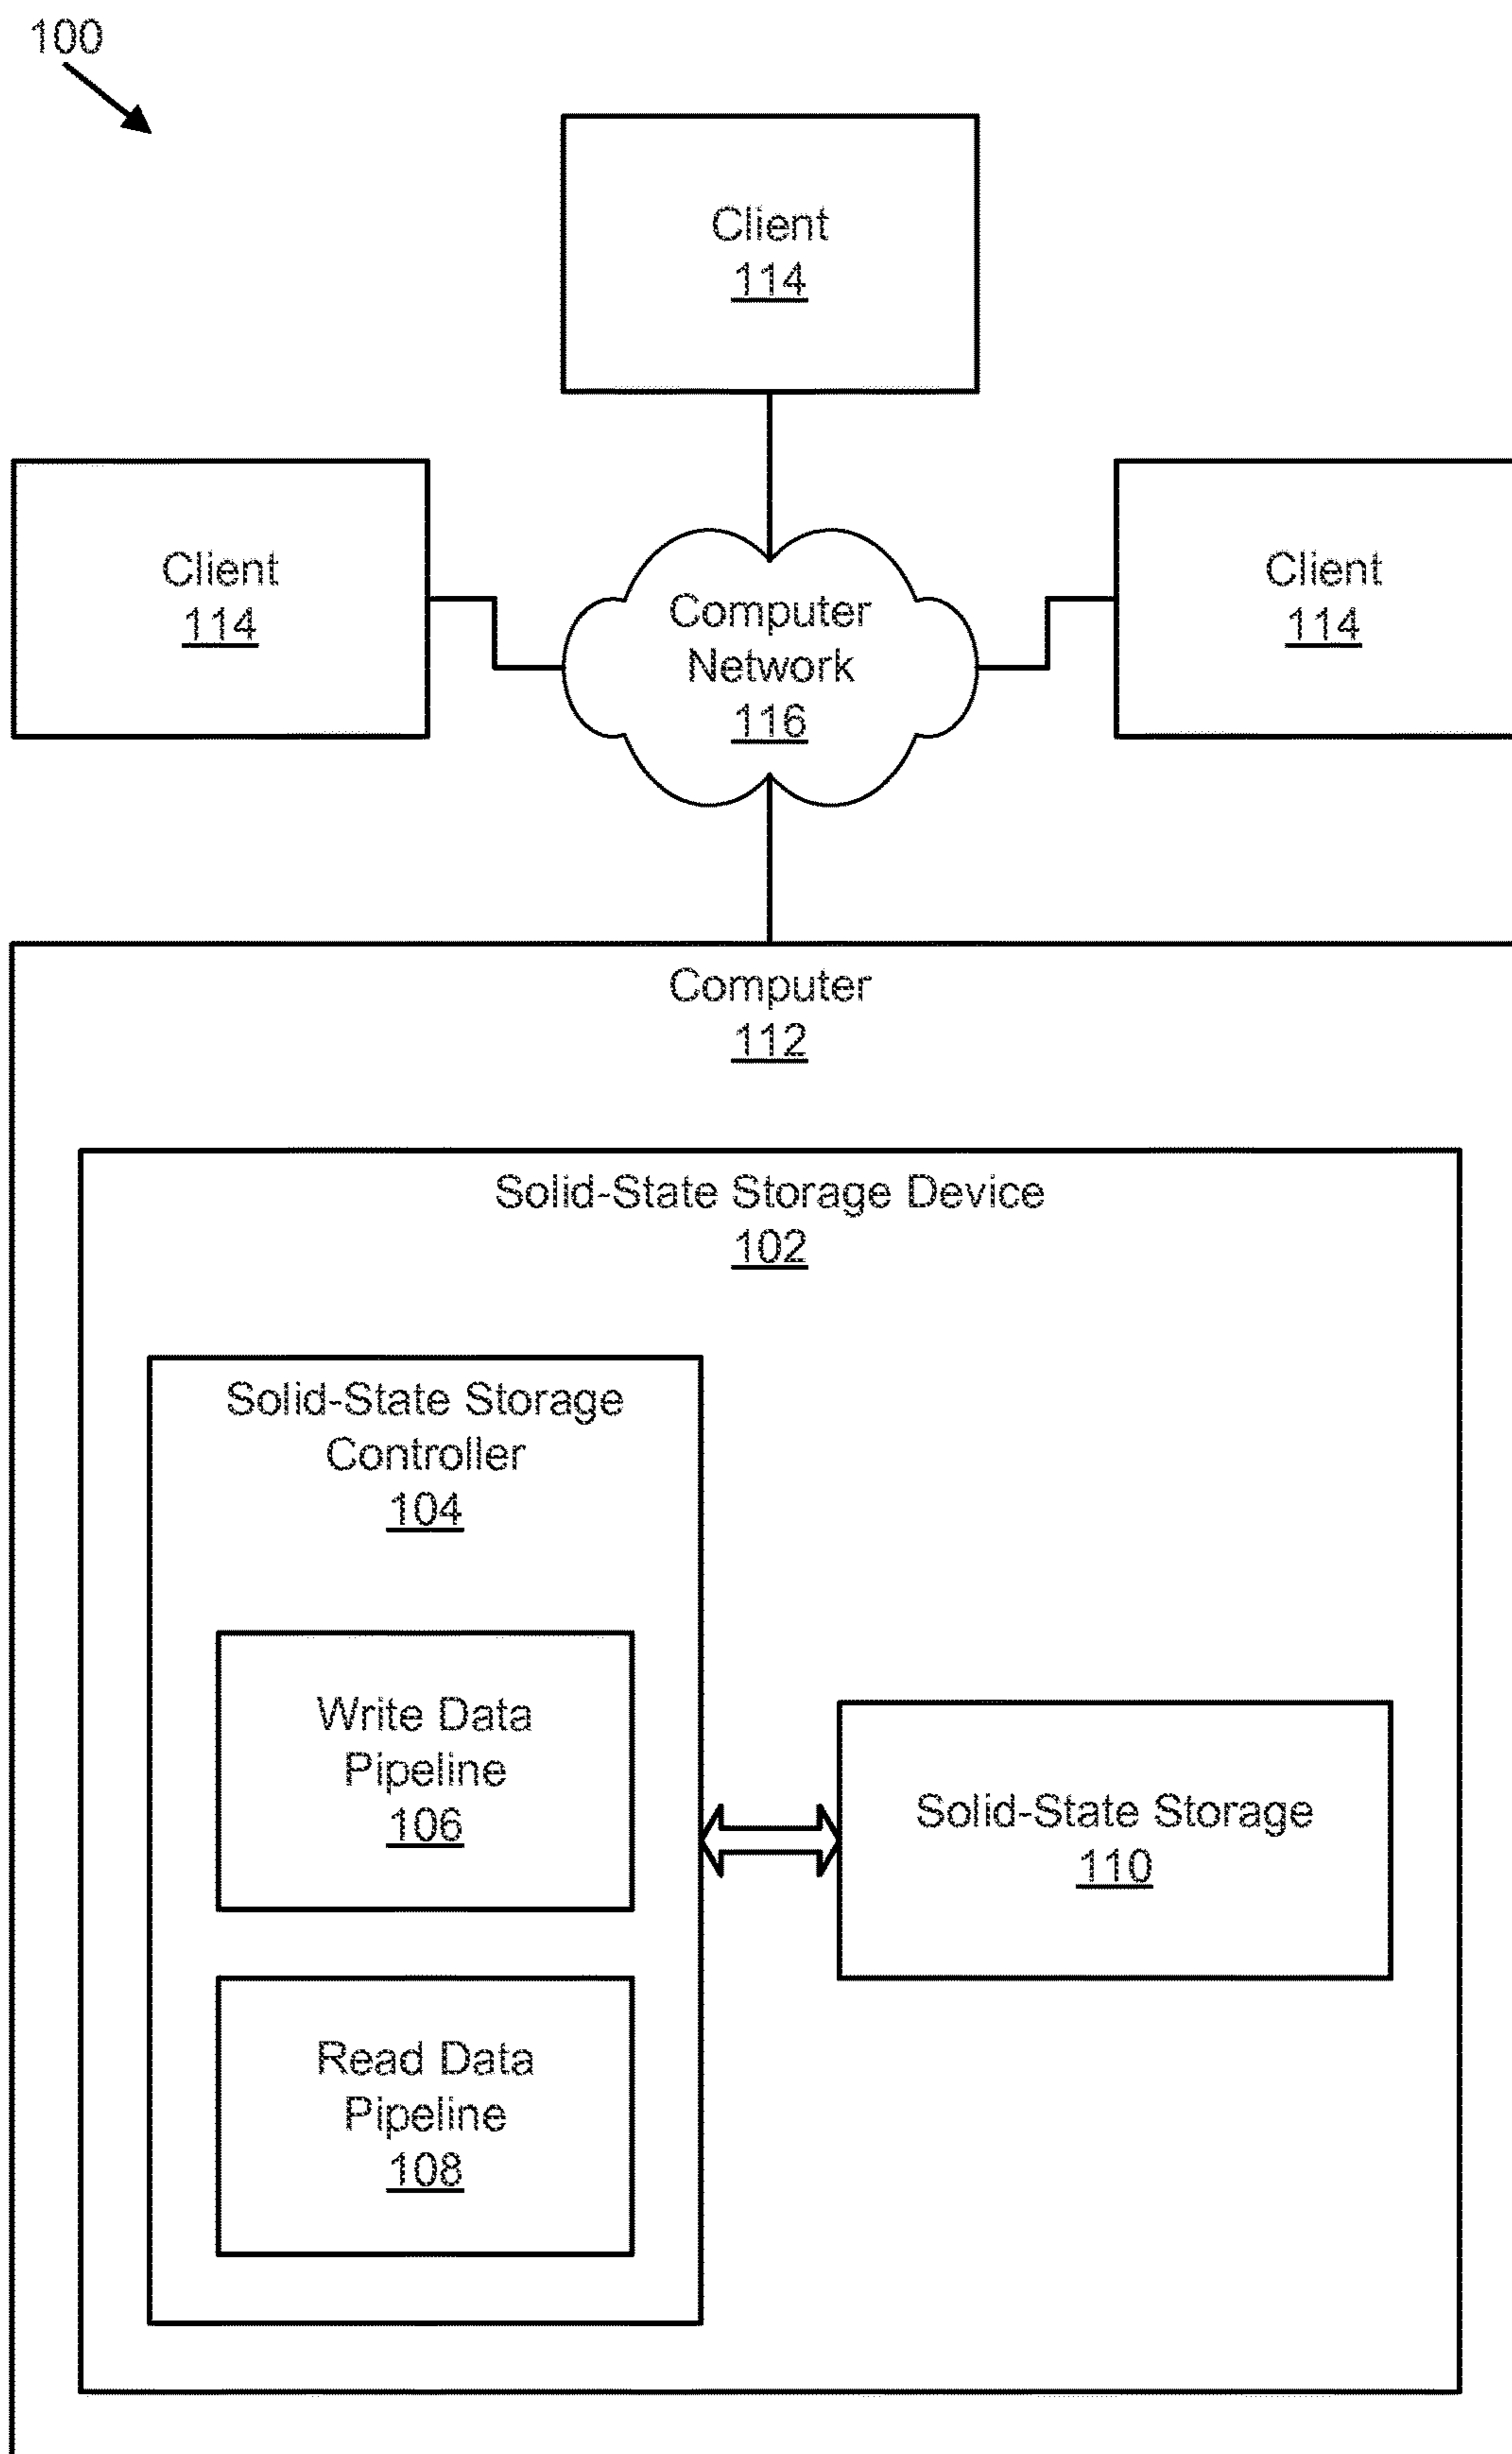 100
Client
114
Client
114
Computer
Network
116
Client
114
Computer
112
Solid-State Storage Device
102
Solid-State Storage
Controller
104
Write Data
Pipeline
106
Solid-State Storage
110
Read Data
Pipeline
108